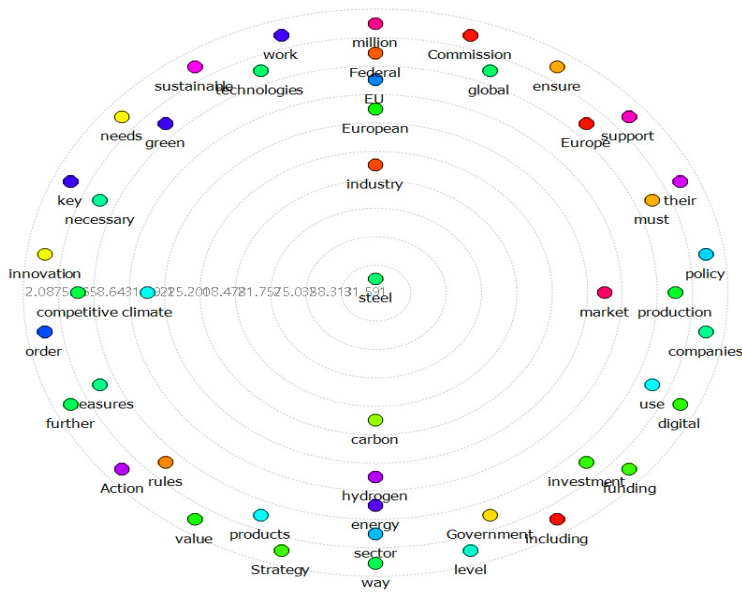 million
work
Commission
Federal
sustainable
technologies
global
ensure
EU
needs
green
European
Europe
support
industry
key
necessary
their
must
innovation
policy
steel
competitive
climate
market
production
order
companies
easures
use
further
digital
carbon
Action
rules
hydrogen
investment
funding
value
products
energy
Government
including
Strategy
sector
level
way